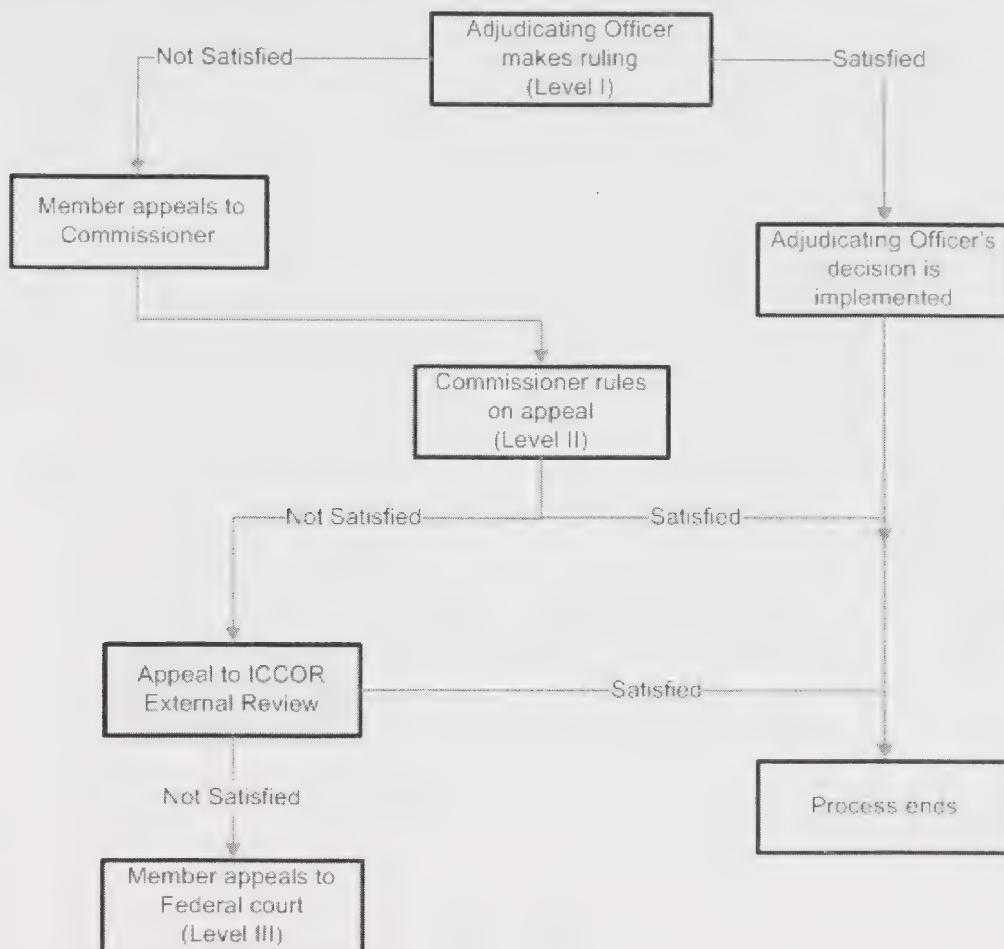 Adjudicating Officer
makes ruling
(Level I)
Not Satisfied
Satisfied
Member appeals to
Commissioner
Adjudicating Officer's
decision is
implemented
Commissioner rules
on appeal
(Level II)
Not Satisfied
Satisfied
Appeal to ICCOR
External Review
Satisfied
Not Satisfied
Process ends
Member appeals to
Federal court
(Level III)